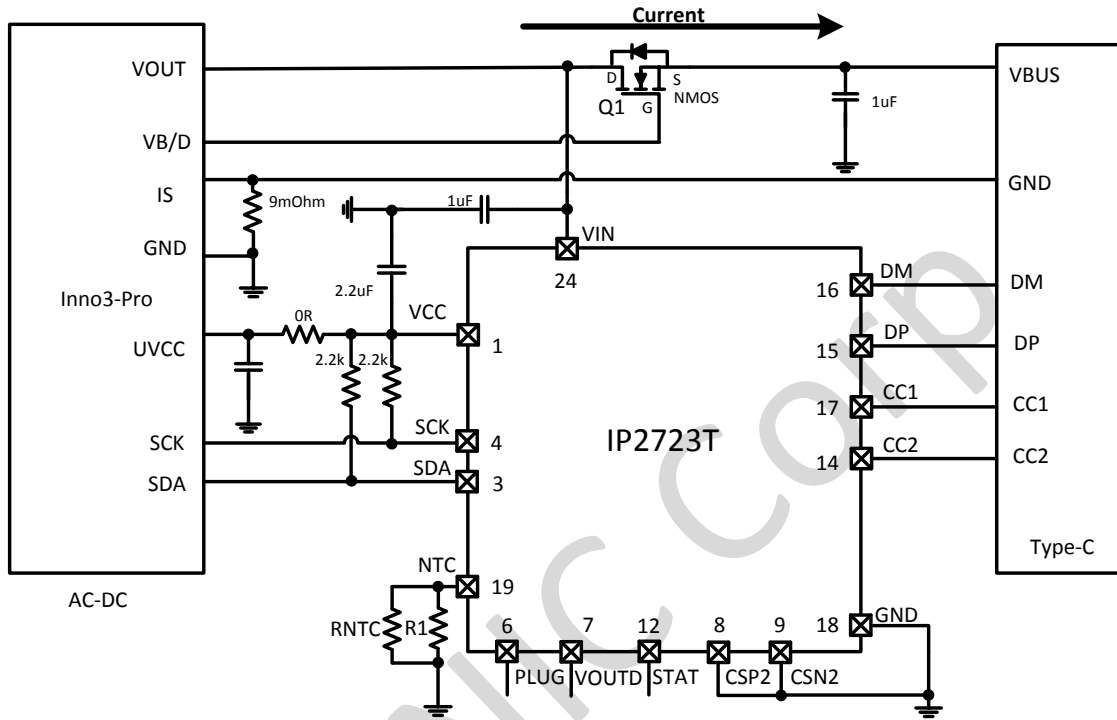 Current
VOUT
D
S
NMOS
Q1
G
VBUS
1uF
VB/D
IS
GND
9mOhm
1uF
VIN
24
GND
2.2uF
Inno3-Pro
0R
VCC
1
UVCC
2.2k
2.2k
16
DM
DM
15
DP
DP
17
CC1
CC1
SCK
SCK
4
IP2723T
14
CC2
CC2
SDA
SDA
3
Type-C
NTC
19
AC-DC
RNTC
R1
6
7
12
8
9
18
GND
PLUG
VOUTD
STAT
CSP2
CSN2
NIC Corp